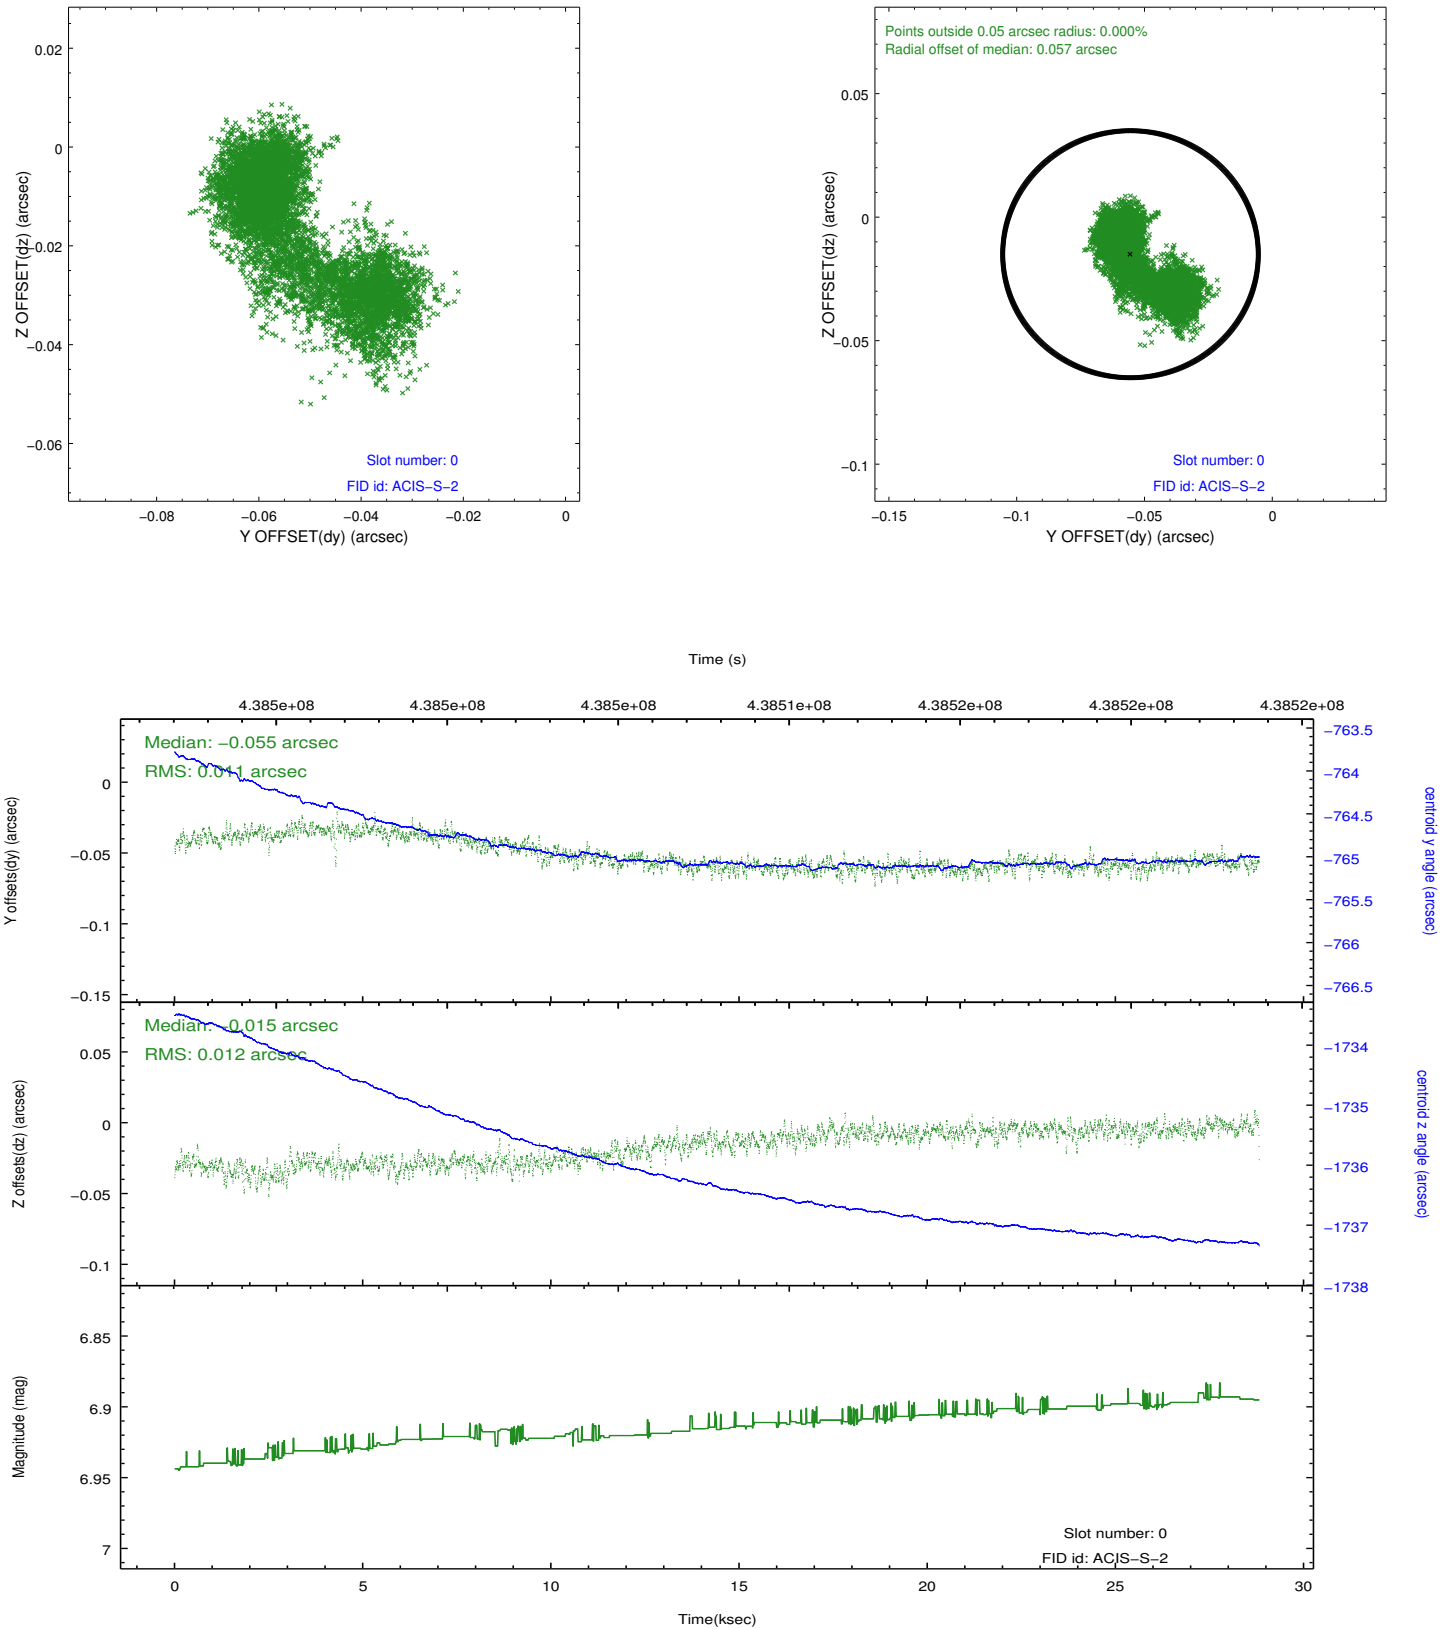 0.02
0
−0.02
−0.04
−0.06
Z OFFSET(dz) (arcsec)
Slot number: 0
FID id: ACIS−S−2
−0.08
−0.06
−0.04
−0.02
0
Y OFFSET(dy) (arcsec)
Points outside 0.05 arcsec radius: 0.000%
Radial offset of median: 0.057 arcsec
0.05
0
−0.05
−0.1
Z OFFSET(dz) (arcsec)
Slot number: 0
FID id: ACIS−S−2
−0.15
−0.1
−0.05
0
Y OFFSET(dy) (arcsec)
Time (s)
4.385e+08
4.385e+08
4.385e+08
4.3851e+08
4.3852e+08
4.3852e+08
4.3852e+08
Median: −0.055 arcsec
RMS: 0.011 arcsec
0
−0.05
−0.1
−0.15
Y offsets(dy) (arcsec)
−763.5
−764
−764.5
−765
−765.5
−766
−766.5
centroid y angle (arcsec)
Median: −0.015 arcsec
RMS: 0.012 arcsec
0.05
0
−0.05
−0.1
Z offsets(dz) (arcsec)
−1734
−1735
−1736
−1737
−1738
centroid z angle (arcsec)
6.85
6.9
6.95
7
Magnitude (mag)
Slot number: 0
FID id: ACIS−S−2
0
5
10
15
20
25
30
Time(ksec)